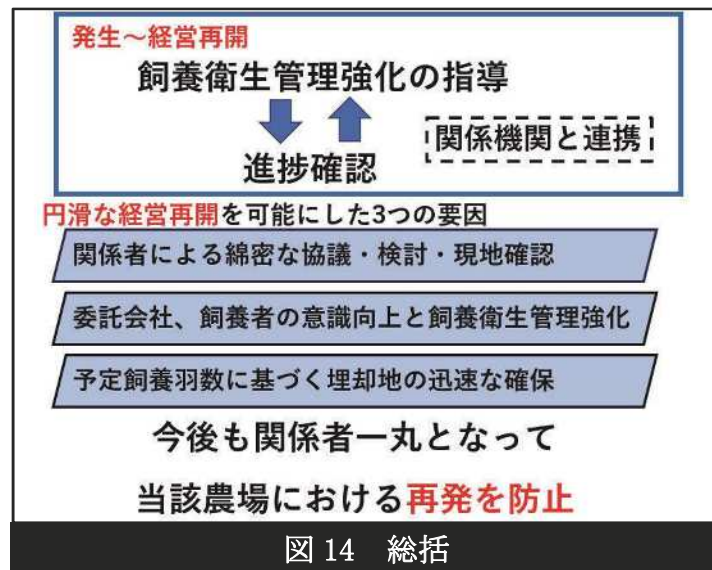 発生～経営再開
飼養衛生管理強化の指導
関係機関と連携
進捗確認
円滑な経営再開を可能にした3つの要因
関係者による綿密な協議・検討・現地確認
委託会社、飼養者の意識向上と飼養衛生管理強化
予定飼養羽数に基づく埋却地の迅速な確保
今後も関係者一丸となって
当該農場における再発を防止
図 14　総括